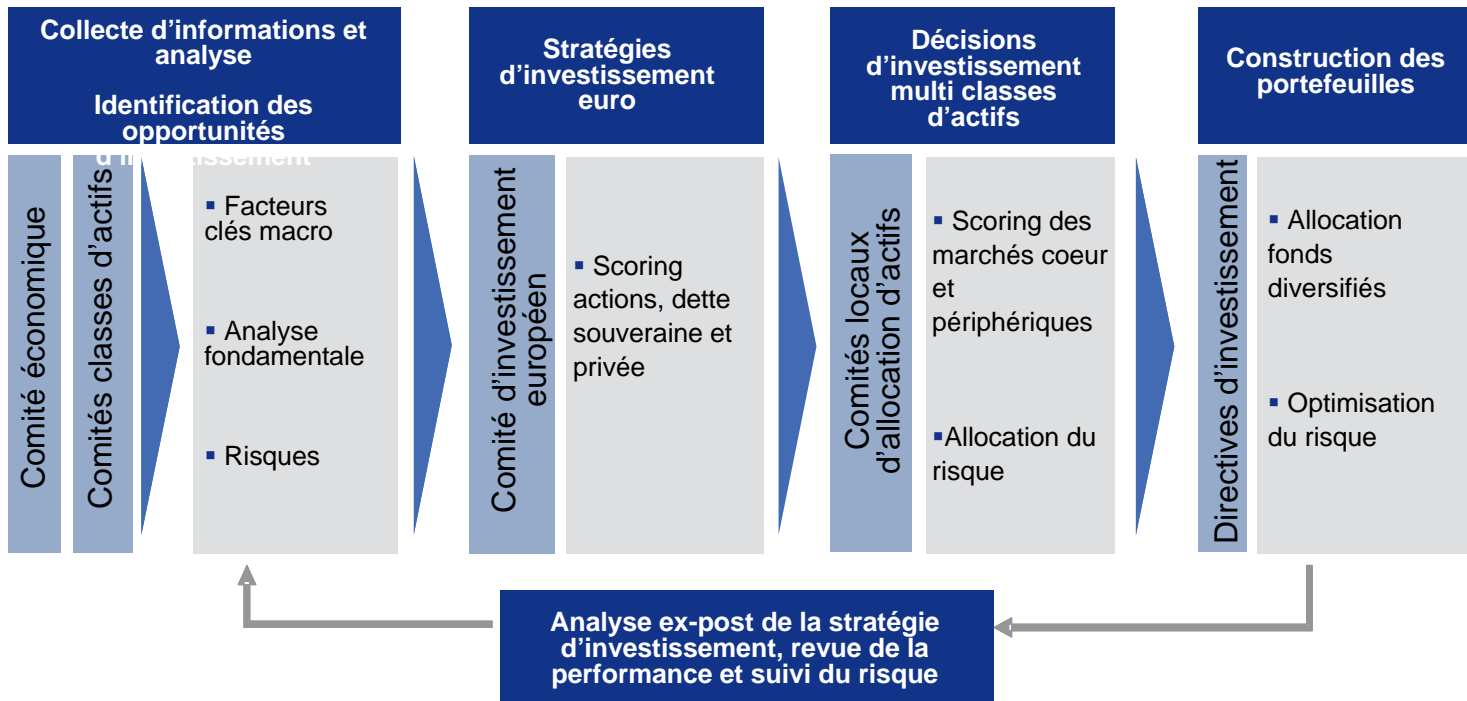 Collecte d'informations et
analyse
Identification des
opportunités
d'investissement
Comité économique
Comités classes d'actifs
▪ Facteurs
clés macro
▪ Analyse
fondamentale
▪ Risques
Stratégies
d'investissement
euro
Comité d'investissement
européen
▪ Scoring
actions, dette
souveraine et
privée
Décisions
d'investissement
multi classes
d'actifs
Comités locaux
d'allocation d'actifs
▪ Scoring des
marchés coeur
et
périphériques
▪Allocation du
risque
Construction des
portefeuilles
Directives d'investissement
▪ Allocation
fonds
diversifiés
▪ Optimisation
du risque
Analyse ex-post de la stratégie
d'investissement, revue de la
performance et suivi du risque